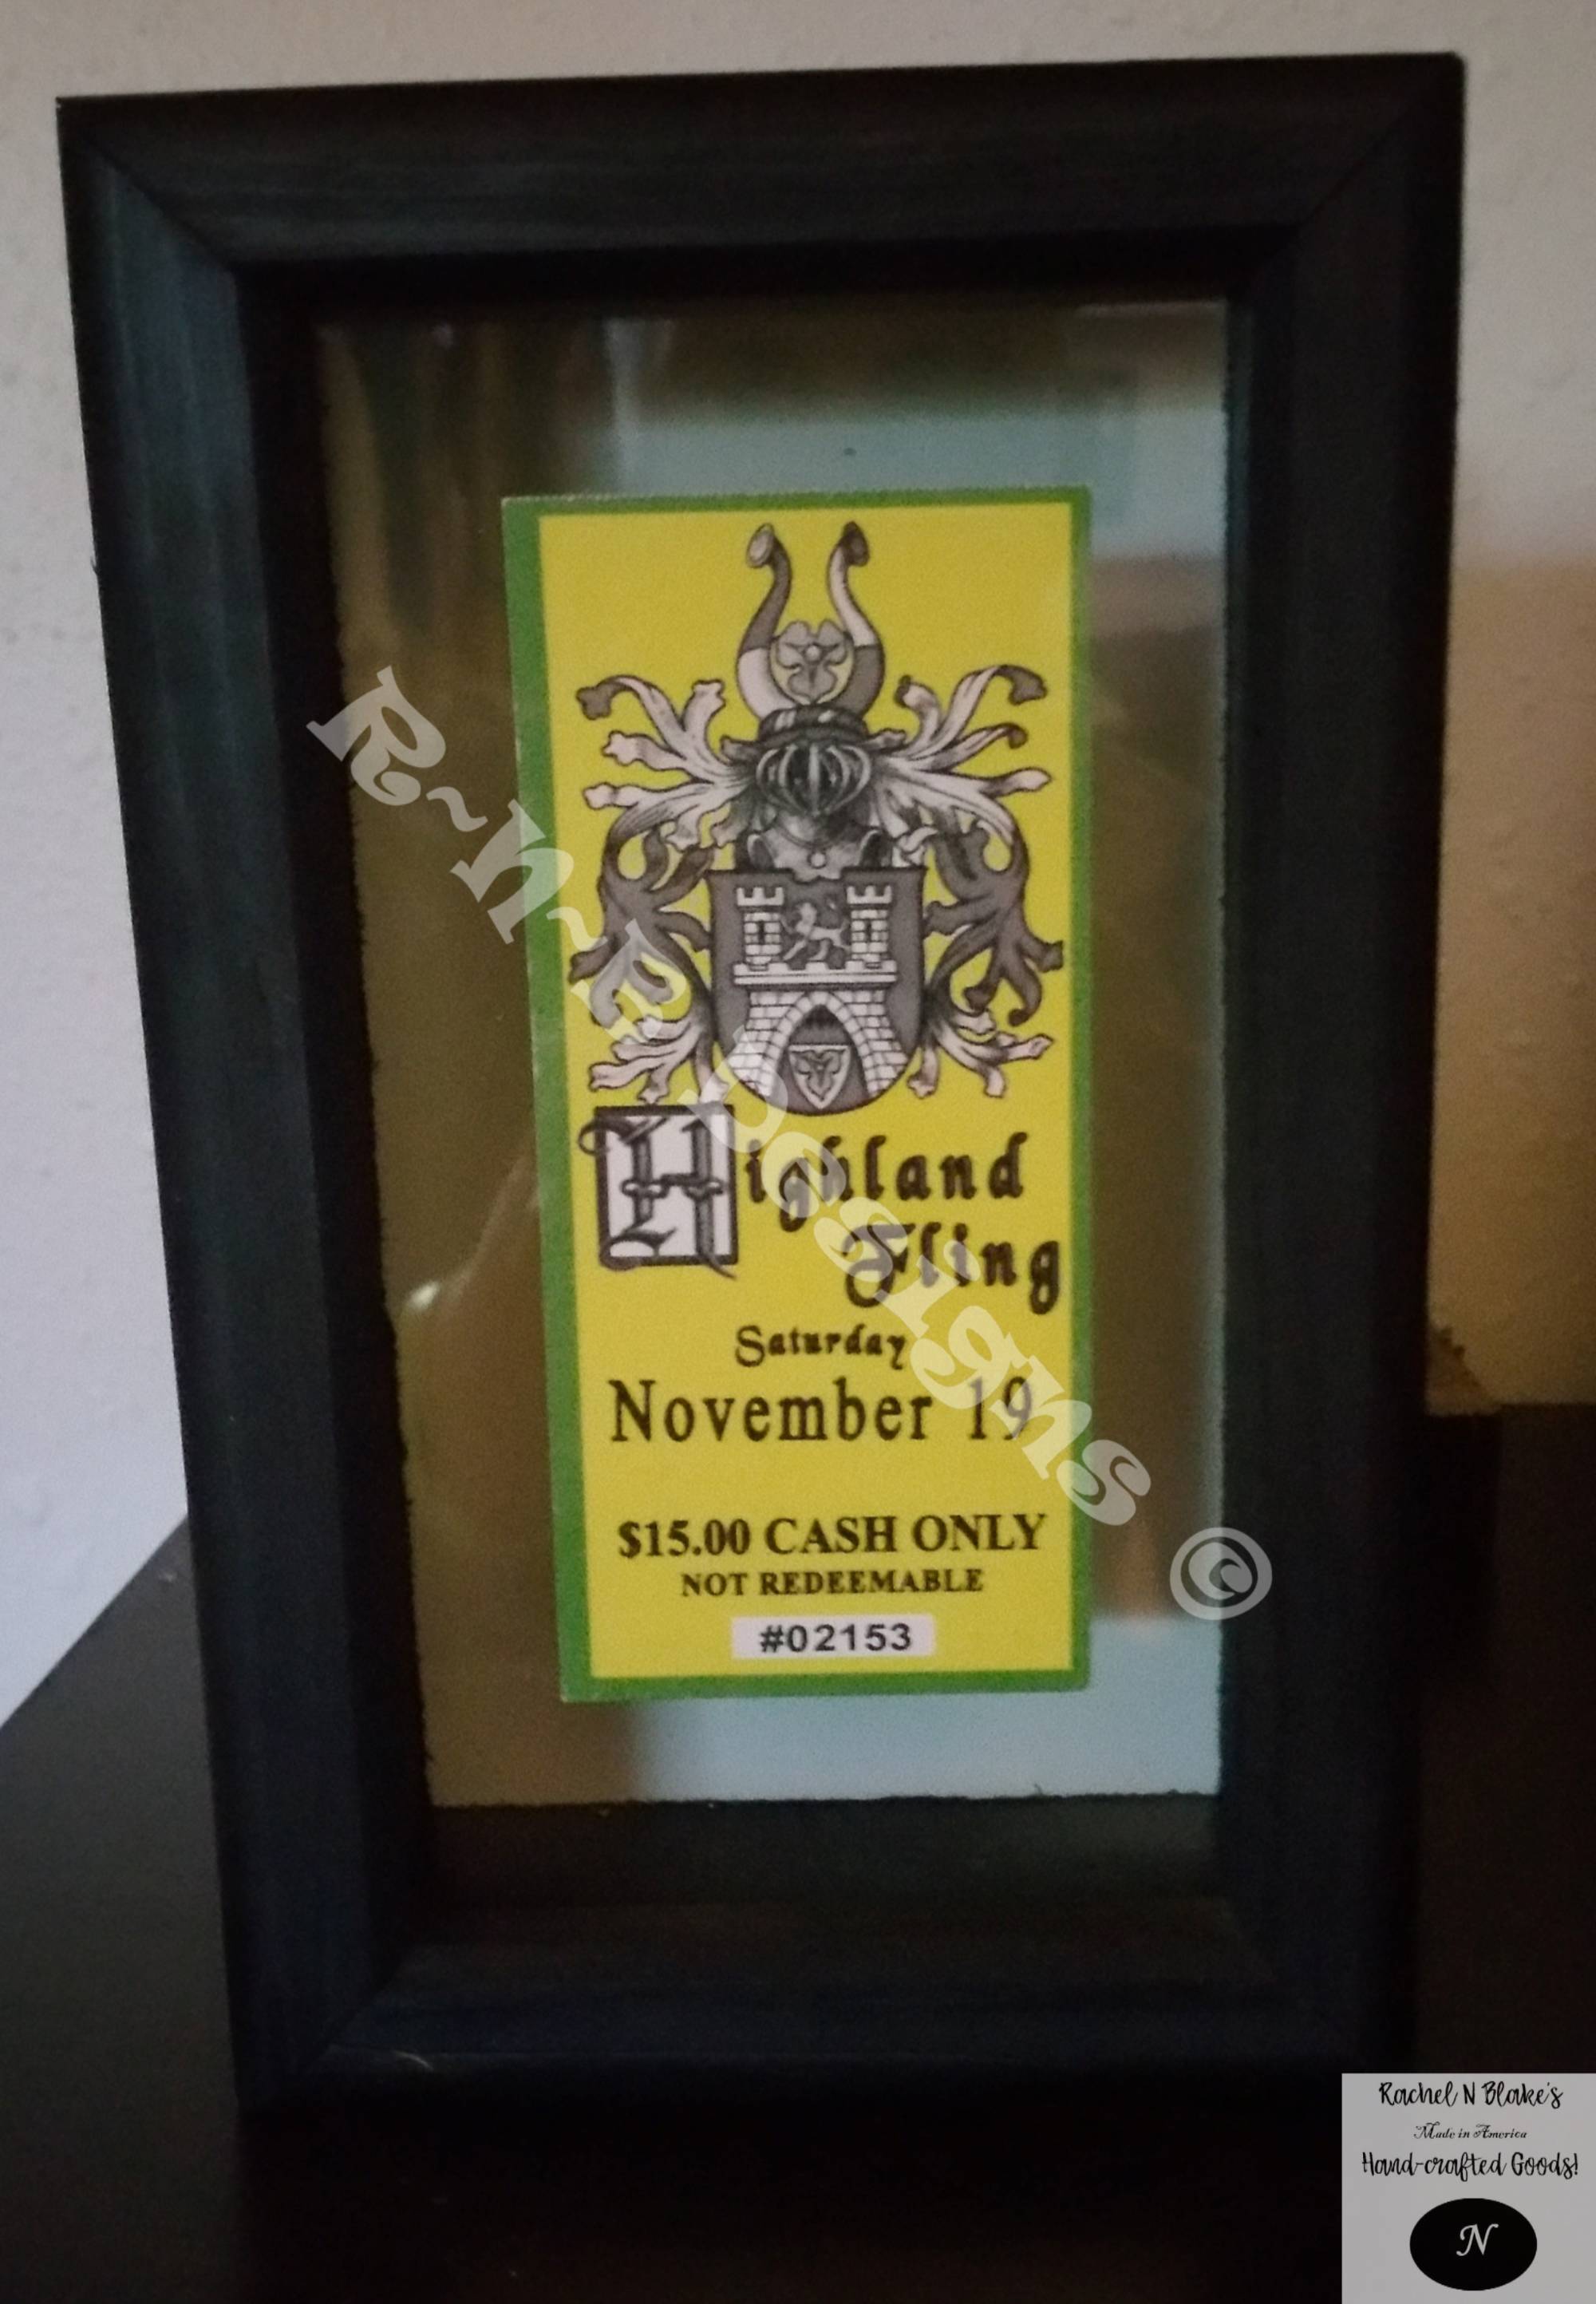 Highland
Fling
Saturday
November 19
$15.00 CASH ONLY
NOT REDEEMABLE
#02153
R~N~B Designs ©
Rachel N Blake's
Made in America
Hand-crafted Goods!
N